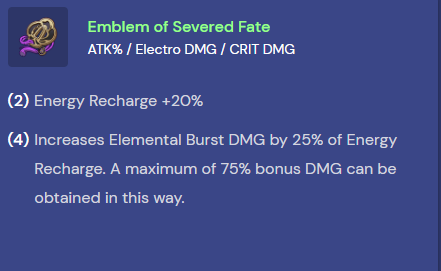 Emblem of Severed Fate
ATK% / Electro DMG / CRIT DMG
(2) Energy Recharge +20%
(4) Increases Elemental Burst DMG by 25% of Energy
Recharge. A maximum of 75% bonus DMG can be
obtained in this way.